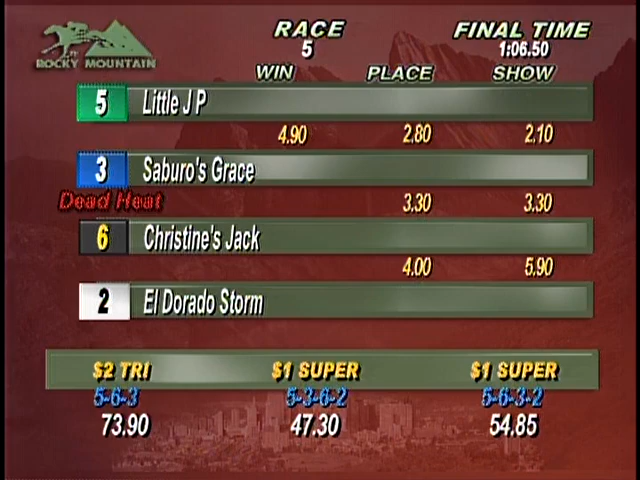 ROCKY MOUNTAIN
RACE
5
FINAL TIME
1:06.50
WIN PLACE SHOW
5 Little J P
4.90 2.80 2.10
3 Saburo's Grace
Dead Heat 3.30 3.30
6 Christine's Jack
4.00 5.90
2 El Dorado Storm
$2 TRI $1 SUPER $1 SUPER
5-6-3 5-3-6-2 5-6-3-2
73.90 47.30 54.85